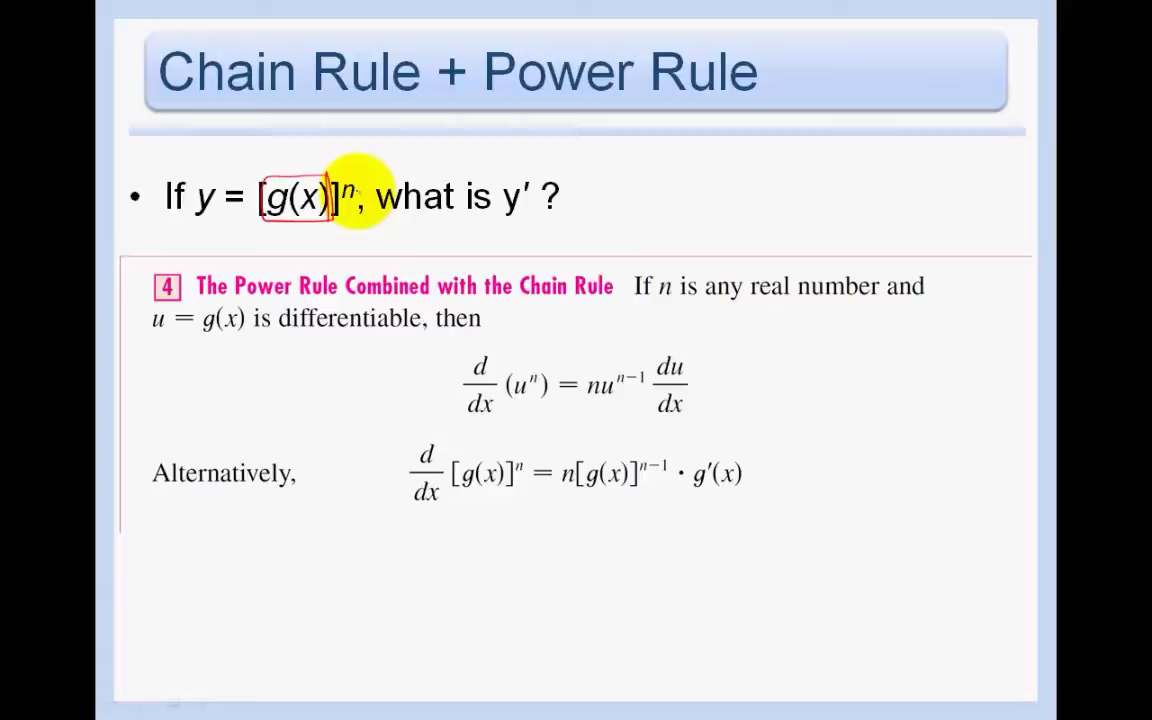 Chain Rule + Power Rule
• If y = [g(x)]ⁿ, what is y′ ?
4 The Power Rule Combined with the Chain Rule If n is any real number and
u = g(x) is differentiable, then
d/dx (uⁿ) = nuⁿ⁻¹ du/dx
Alternatively, d/dx [g(x)]ⁿ = n[g(x)]ⁿ⁻¹ · g′(x)